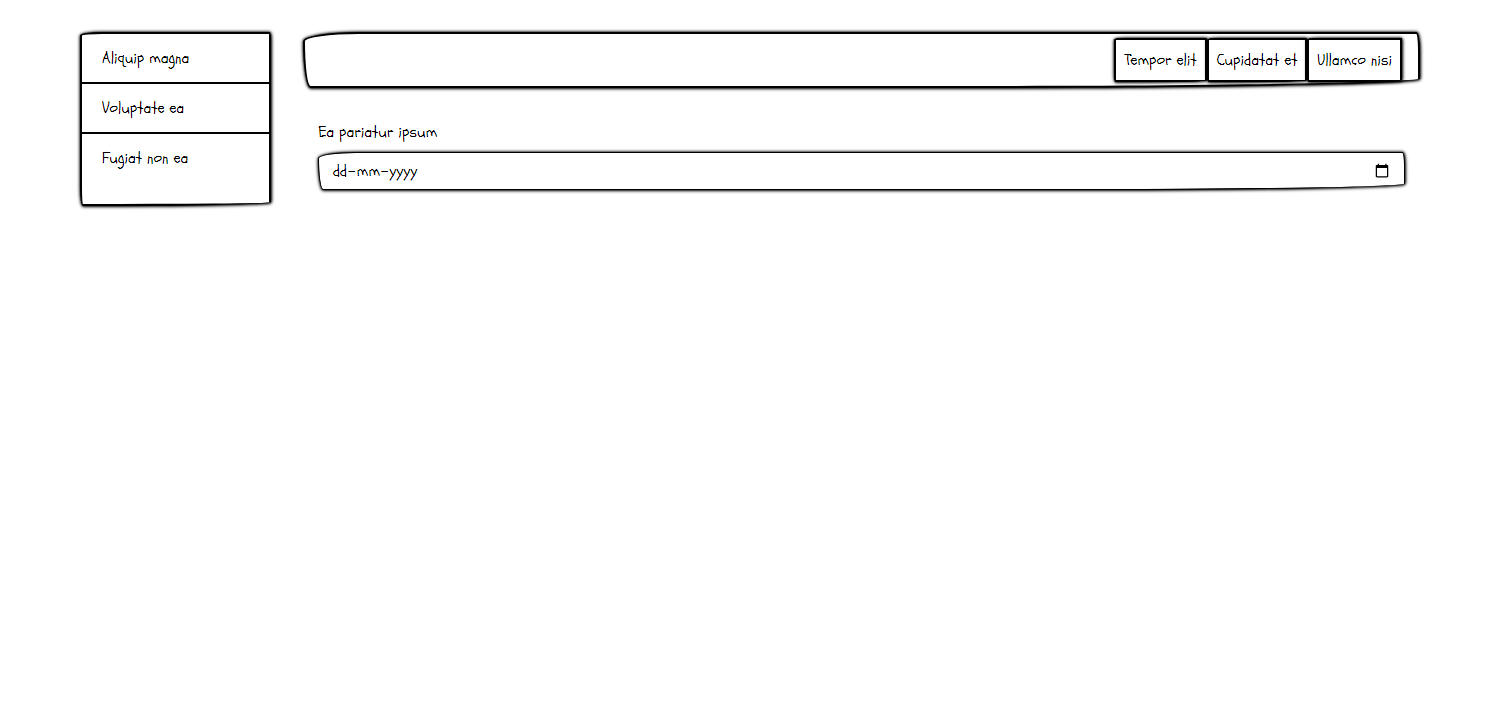 Aliquip magna
Voluptate ea
Fugiat non ea
Tempor elit
Cupidatat et
Ullamco nisi
Ea pariatur ipsum
dd-mm-yyyy